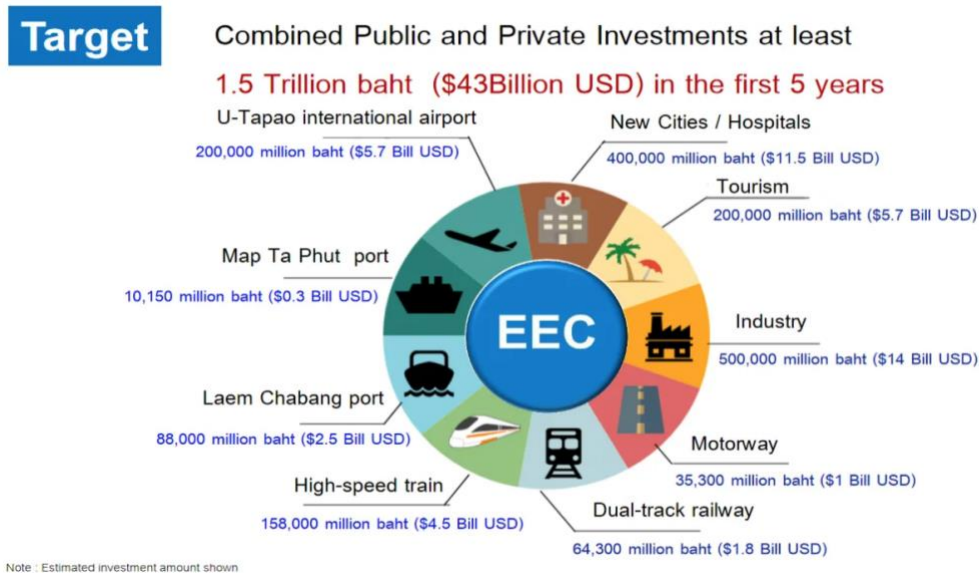 Target
Combined Public and Private Investments at least
1.5 Trillion baht ($43Billion USD) in the first 5 years
U-Tapao international airport
200,000 million baht ($5.7 Bill USD)
New Cities / Hospitals
400,000 million baht ($11.5 Bill USD)
Tourism
200,000 million baht ($5.7 Bill USD)
Map Ta Phut port
10,150 million baht ($0.3 Bill USD)
EEC
Industry
500,000 million baht ($14 Bill USD)
Laem Chabang port
88,000 million baht ($2.5 Bill USD)
Motorway
35,300 million baht ($1 Bill USD)
High-speed train
158,000 million baht ($4.5 Bill USD)
Dual-track railway
64,300 million baht ($1.8 Bill USD)
Note : Estimated investment amount shown